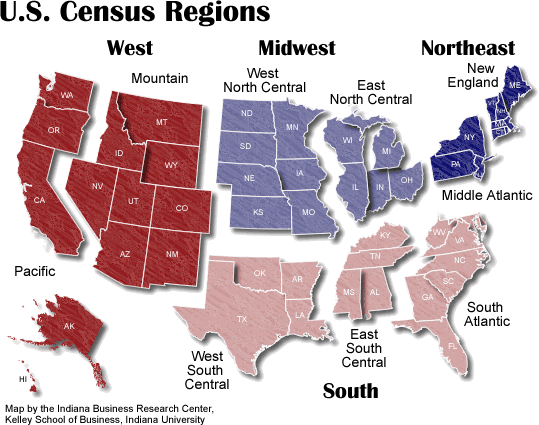 U.S. Census Regions
West
Midwest
Northeast
Mountain
West
North Central
East
North Central
New
England
WA
OR
CA
MT
ID
WY
NV
UT
CO
AZ
NM
ND
SD
NE
KS
MN
IA
MO
WI
MI
IL
IN
OH
ME
NH
MA
CT
NY
PA
Middle Atlantic
Pacific
AK
HI
OK
AR
TX
LA
KY
TN
MS
AL
WV
VA
NC
SC
GA
FL
West
South
Central
East
South
Central
South
Atlantic
South
Map by the Indiana Business Research Center,
Kelley School of Business, Indiana University